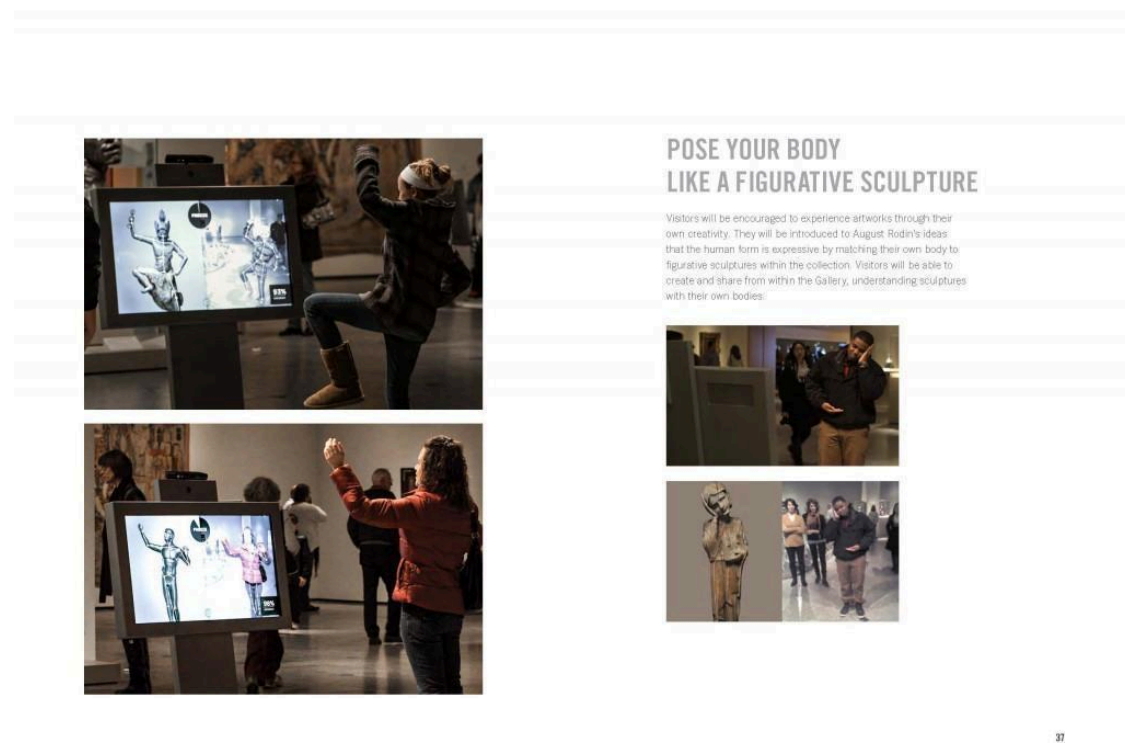 POSE YOUR BODY
LIKE A FIGURATIVE SCULPTURE
Visitors will be encouraged to experience artworks through their
own creativity. They will be introduced to August Rodin's ideas
that the human form is expressive by matching their own body to
figurative sculptures within the collection. Visitors will be able to
create and share from within the Gallery, understanding sculptures
with their own bodies.
93%
98%
37